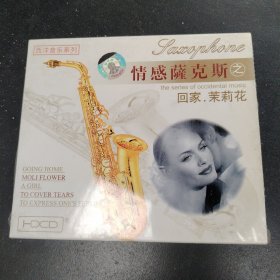 西洋音乐系列
Saxophone
情感薩克斯之
the series of occidental music
回家.茉莉花
GOING HOME
MOLI FLOWER
A GIRL
TO COVER TEARS
TO EXPRESS ONE'S
HDCD